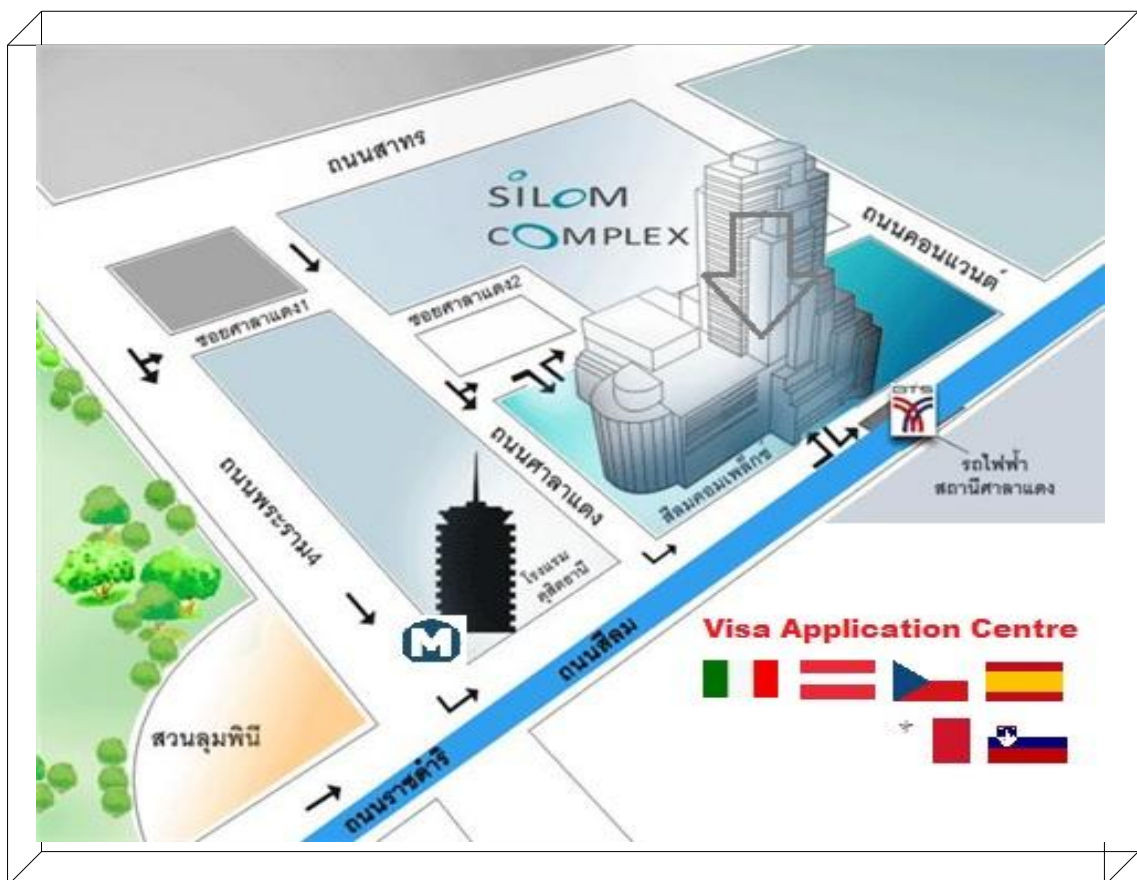 ถนนสาทร
SILOM
COMPLEX
ถนนคอนแวนต์
ซอยศาลาแดง1
ซอยศาลาแดง2
BTS
รถไฟฟ้า
สถานีศาลาแดง
สีลมคอมเพล็กซ์
ถนนศาลาแดง
ถนนพระราม4
โรงแรม
ดุสิตธานี
M
ถนนสีลม
Visa Application Centre
สวนลุมพินี
ถนนราชดำริ